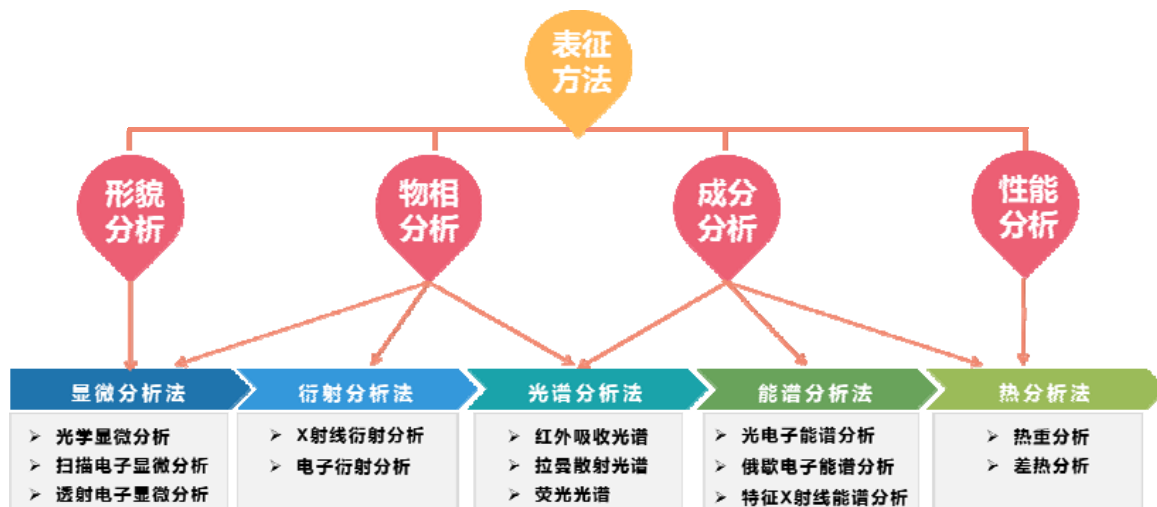 表征
方法
形貌
分析
物相
分析
成分
分析
性能
分析
显微分析法
衍射分析法
光谱分析法
能谱分析法
热分析法
➢ 光学显微分析
➢ 扫描电子显微分析
➢ 透射电子显微分析
➢ X射线衍射分析
➢ 电子衍射分析
➢ 红外吸收光谱
➢ 拉曼散射光谱
➢ 荧光光谱
➢ 光电子能谱分析
➢ 俄歇电子能谱分析
➢ 特征X射线能谱分析
➢ 热重分析
➢ 差热分析